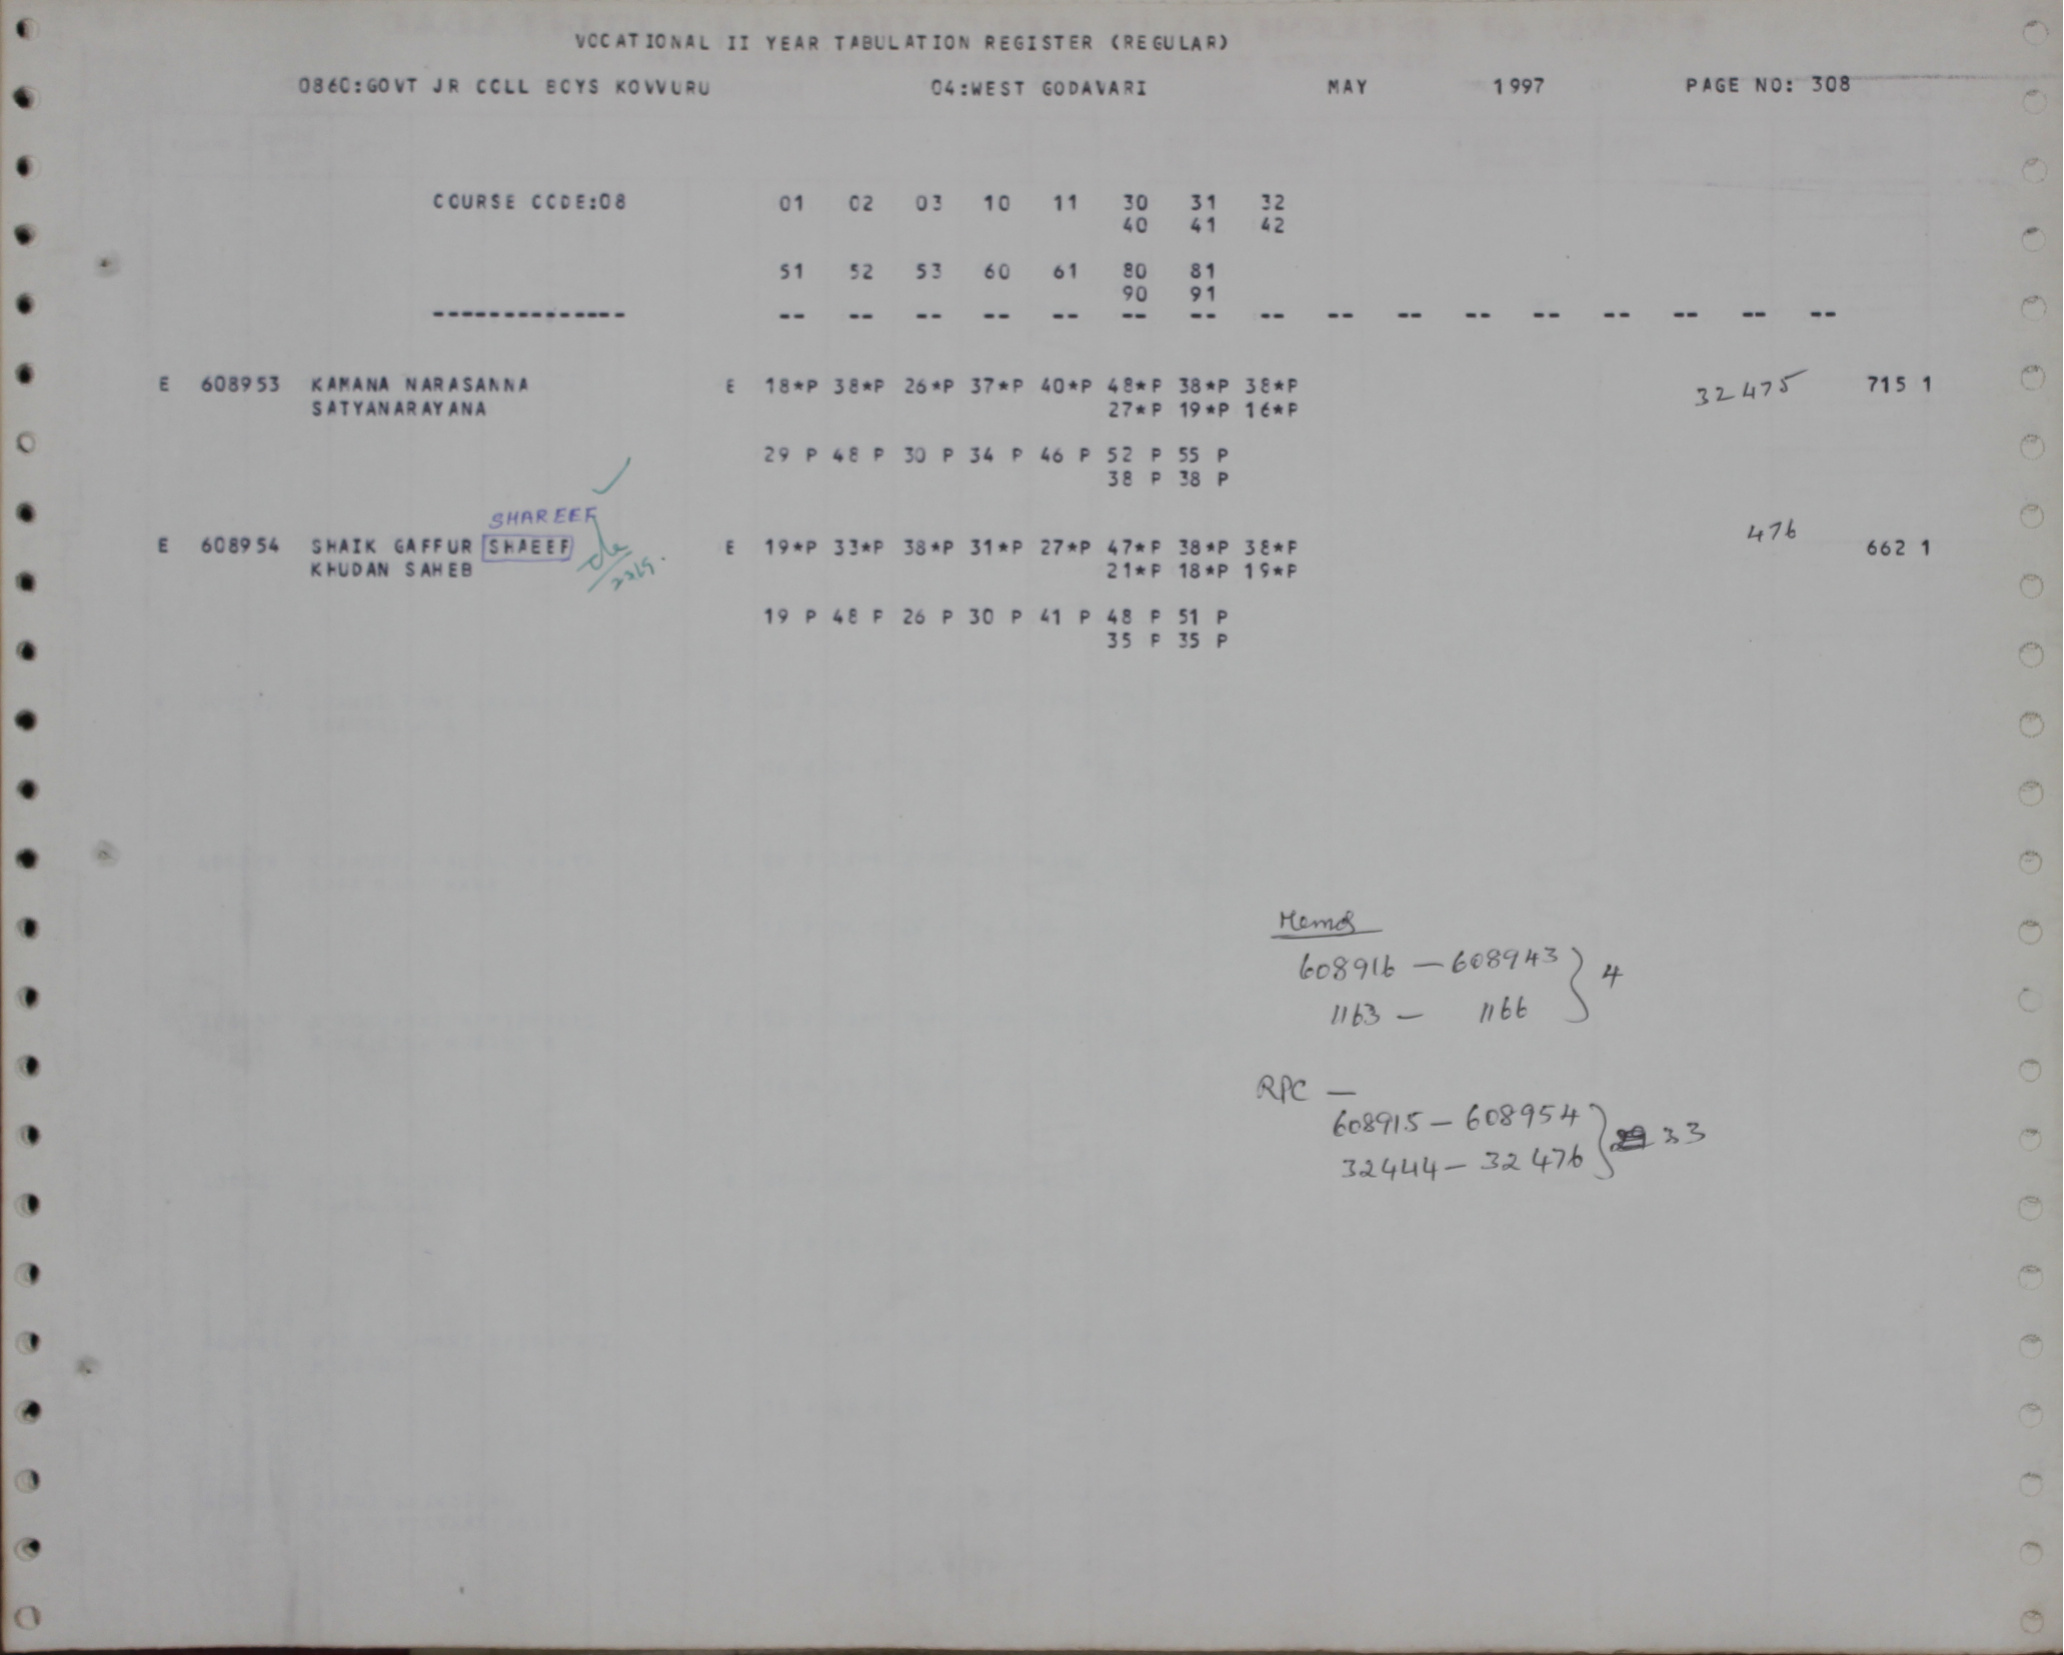 VOCATIONAL II YEAR TABULATION REGISTER (REGULAR)
0860:GOVT JR COLL BOYS KOVVURU 04:WEST GODAVARI MAY 1997 PAGE NO: 308
COURSE CODE:08 01 02 03 10 11 30 31 32
40 41 42
51 52 53 60 61 80 81
90 91
-------------- -- -- -- -- -- -- -- -- -- -- -- -- -- -- -- --
E 608953 KAMANA NARASANNA E 18*P 38*P 26*P 37*P 40*P 48*P 38*P 38*P 32475 715 1
SATYANARAYANA 27*P 19*P 16*P
29 P 48 P 30 P 34 P 46 P 52 P 55 P
38 P 38 P
SHAREEF
E 608954 SHAIK GAFFUR SHAEEF E 19*P 33*P 38*P 31*P 27*P 47*P 38*P 38*P 476 662 1
KHUDAN SAHEB 21*P 18*P 19*P
19 P 48 P 26 P 30 P 41 P 48 P 51 P
35 P 35 P
Memos
608916 — 608943 } 4
1163 — 1166
RPC —
608915 — 608954 } 33
32444 — 32476